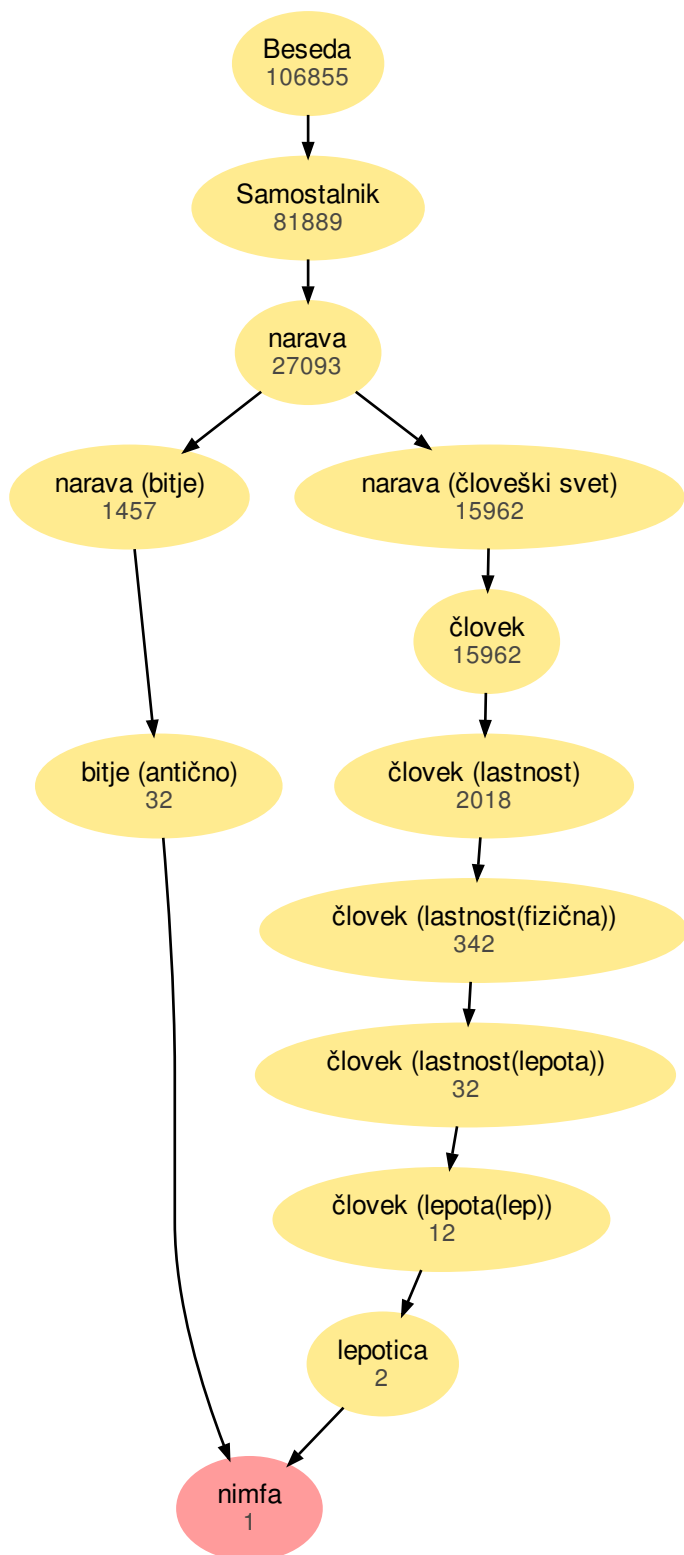 Beseda
106855
Samostalnik
81889
narava
27093
narava (bitje)
1457
narava (človeški svet)
15962
človek
15962
bitje (antično)
32
človek (lastnost)
2018
človek (lastnost(fizična))
342
človek (lastnost(lepota))
32
človek (lepota(lep))
12
lepotica
2
nimfa
1